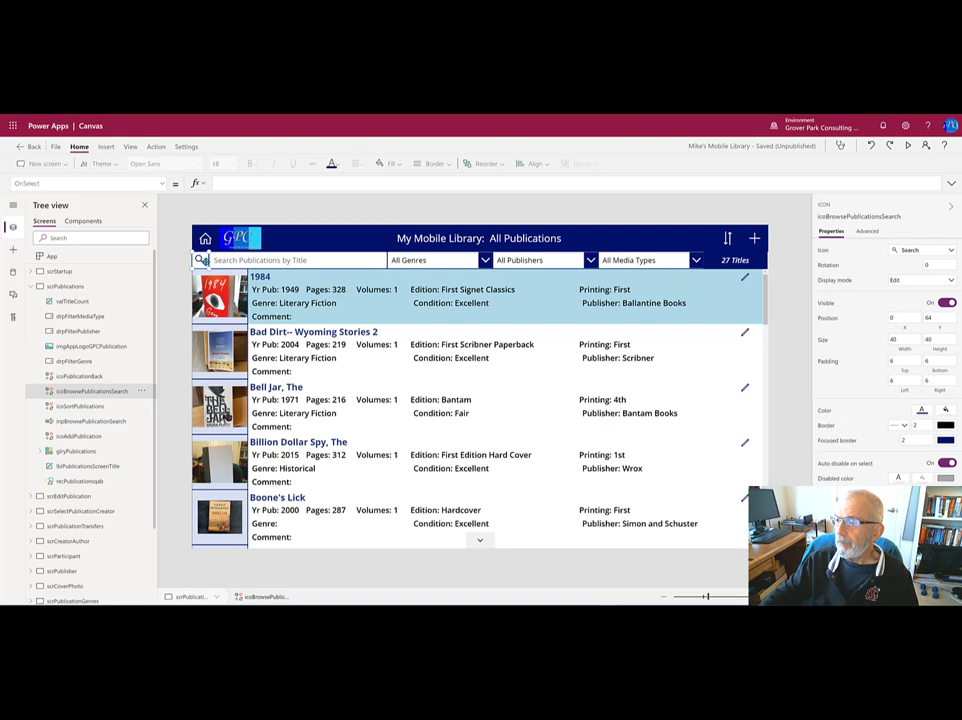 Power Apps | Canvas
Environment
Grover Park Consulting ...
Back File Home Insert View Action Settings
Mike's Mobile Library - Saved (Unpublished)
New screen Theme Open Sans 18 B Fill Border Reorder Align
OnSelect = fx
Tree view
Screens Components
Search
App
scrStartup
scrPublications
valTitleCount
drpFilterMediaType
drpFilterPublisher
imgAppLogoGPCPublication
drpFilterGenre
icoPublicationBack
icoBrowsePublicationsSearch ...
icoSortPublications
inpBrowsePublicationSearch
icoAddPublication
glryPublications
lblPublicationsScreenTitle
recPublicationsqab
scrEditPublication
scrSelectPublicationCreator
scrPublicationTransfers
scrCreatorAuthor
scrParticipant
scrPublisher
scrCoverPhoto
scrPublicationGenres
GPC
My Mobile Library: All Publications
Search Publications by Title All Genres All Publishers All Media Types 27 Titles
1984
Yr Pub: 1949 Pages: 328 Volumes: 1 Edition: First Signet Classics Printing: First
Genre: Literary Fiction Condition: Excellent Publisher: Ballantine Books
Comment:
Bad Dirt-- Wyoming Stories 2
Yr Pub: 2004 Pages: 219 Volumes: 1 Edition: First Scribner Paperback Printing: First
Genre: Literary Fiction Condition: Excellent Publisher: Scribner
Comment:
Bell Jar, The
Yr Pub: 1971 Pages: 216 Volumes: 1 Edition: Bantam Printing: 4th
Genre: Literary Fiction Condition: Fair Publisher: Bantam Books
Comment:
Billion Dollar Spy, The
Yr Pub: 2015 Pages: 312 Volumes: 1 Edition: First Edition Hard Cover Printing: 1st
Genre: Historical Condition: Excellent Publisher: Wrox
Comment:
Boone's Lick
Yr Pub: 2000 Pages: 287 Volumes: 1 Edition: Hardcover Printing: First
Genre: Condition: Excellent Publisher: Simon and Schuster
Comment:
scrPublicati... icoBrowsePublic...
ICON
icoBrowsePublicationsSearch
Properties Advanced
Icon Search
Rotation 0
Display mode Edit
Visible On
Position 0 64
X Y
Size 40 40
Width Height
Padding 6 6
Top Bottom
6 6
Left Right
Color
Border 2
Focused border 2
Auto disable on select On
Disabled color